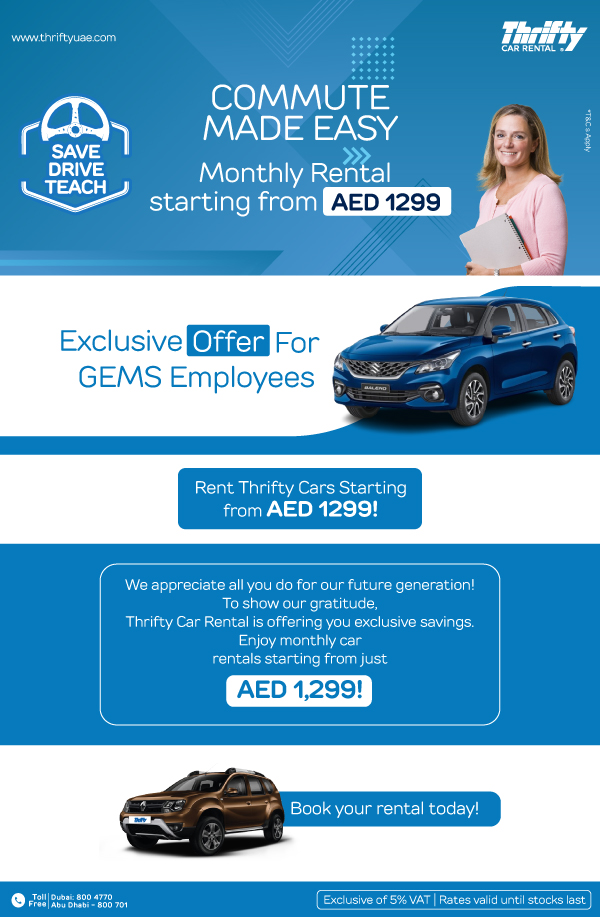 www.thriftyuae.com
Thrifty
CAR RENTAL ®
*T&C's Apply
SAVE
DRIVE
TEACH
COMMUTE
MADE EASY
Monthly Rental
starting from AED 1299
Exclusive Offer For
GEMS Employees
BALENO
Rent Thrifty Cars Starting
from AED 1299!
We appreciate all you do for our future generation!
To show our gratitude,
Thrifty Car Rental is offering you exclusive savings.
Enjoy monthly car
rentals starting from just
AED 1,299!
Thrifty
Book your rental today!
Toll Free | Dubai: 800 4770
Abu Dhabi - 800 701
Exclusive of 5% VAT | Rates valid until stocks last